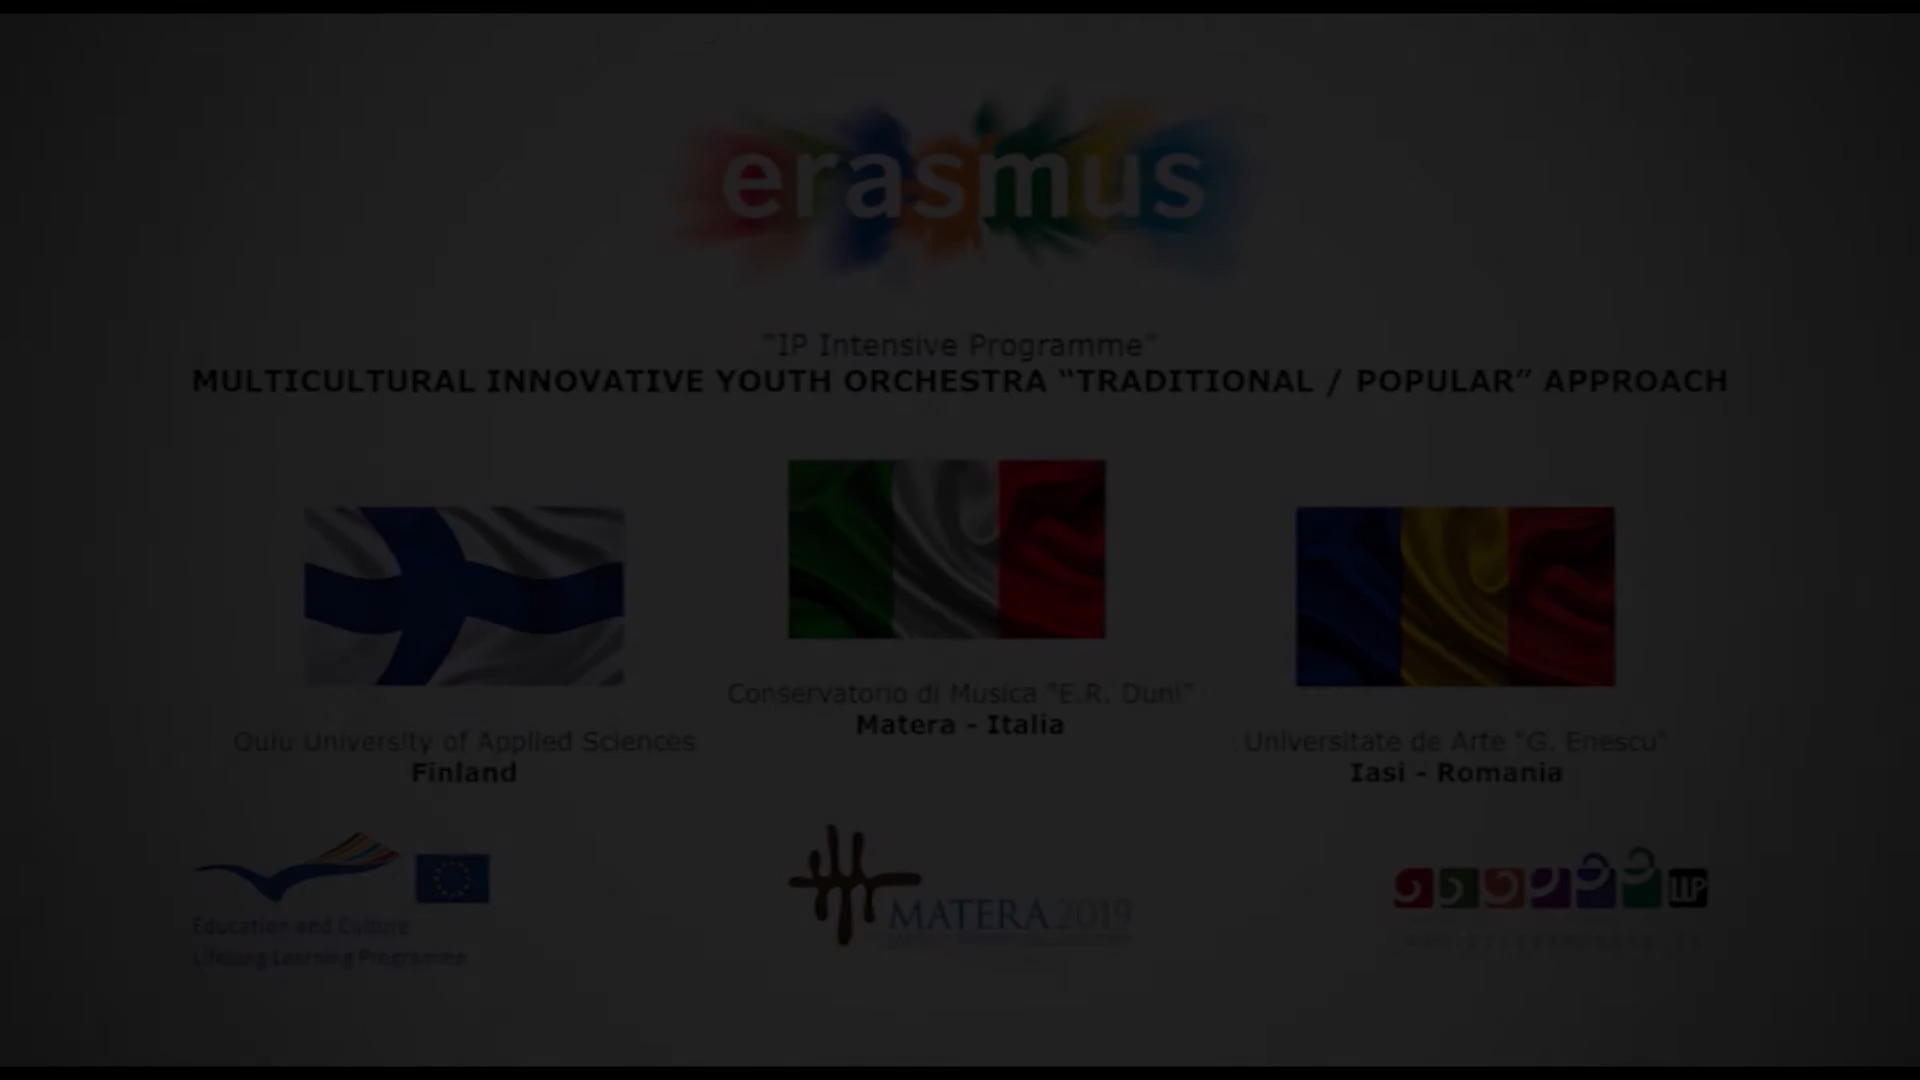 erasmus
"IP Intensive Programme"
MULTICULTURAL INNOVATIVE YOUTH ORCHESTRA “TRADITIONAL / POPULAR” APPROACH
Conservatorio di Musica "E.R. Duni"
Matera - Italia
Oulu University of Applied Sciences
Finland
Universitate de Arte "G. Enescu"
Iasi - Romania
Education and Culture
Lifelong Learning Programme
MATERA 2019
LLP